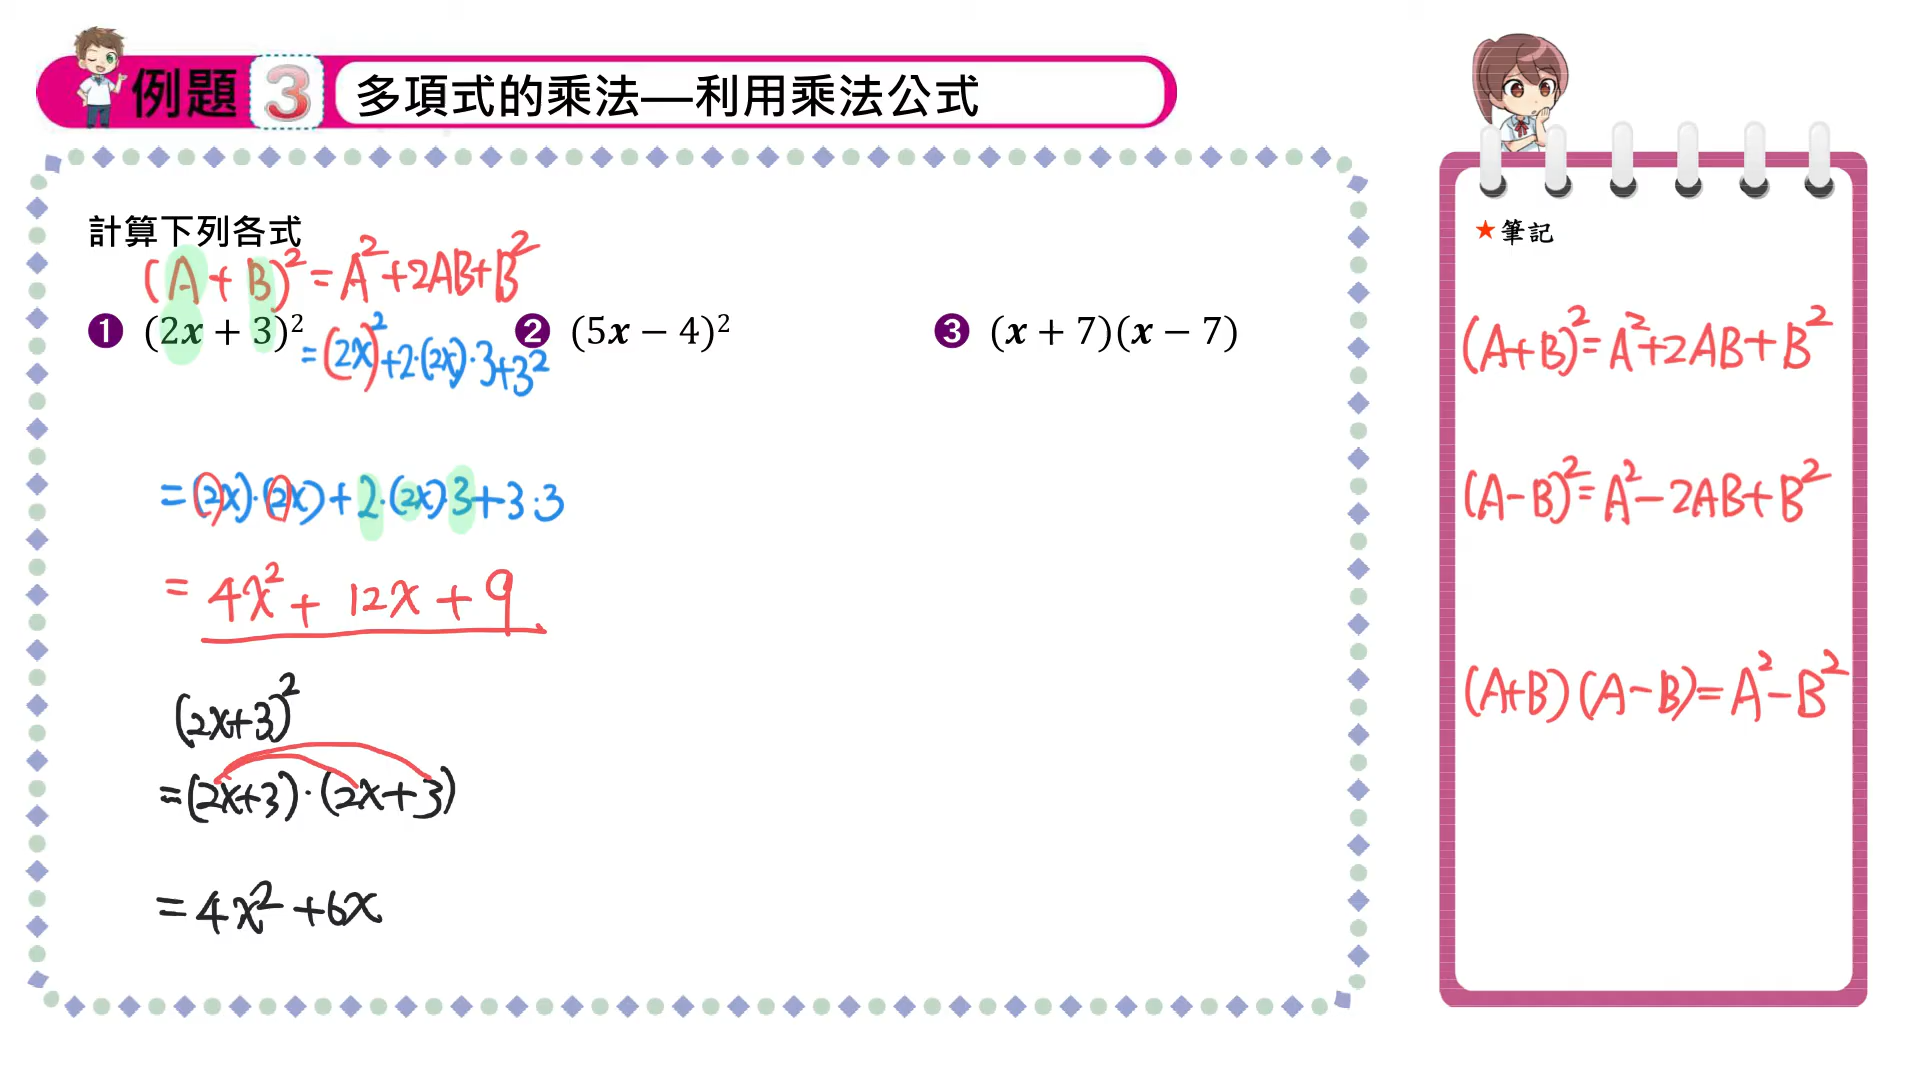 例題 3 多項式的乘法—利用乘法公式
計算下列各式
(A+B)²=A²+2AB+B²
❶ (2x + 3)²
=(2x)²+2·(2x)·3+3²
=(2x)·(2x)+2·(2x)·3+3·3
= 4x² + 12x + 9
(2x+3)²
=(2x+3)·(2x+3)
=4x²+6x
❷ (5x − 4)²
❸ (x + 7)(x − 7)
★筆記
(A+B)²=A²+2AB+B²
(A-B)²=A²-2AB+B²
(A+B)(A-B)=A²-B²